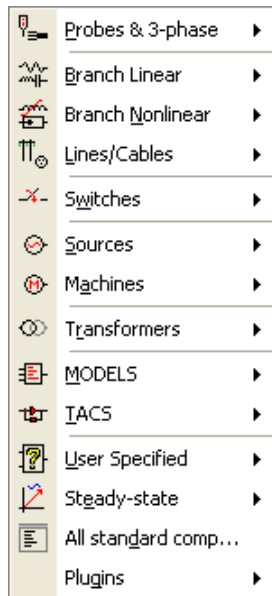 Probes & 3-phase
Branch Linear
Branch Nonlinear
Lines/Cables
Switches
Sources
Machines
Transformers
MODELS
TACS
User Specified
Steady-state
All standard comp...
Plugins